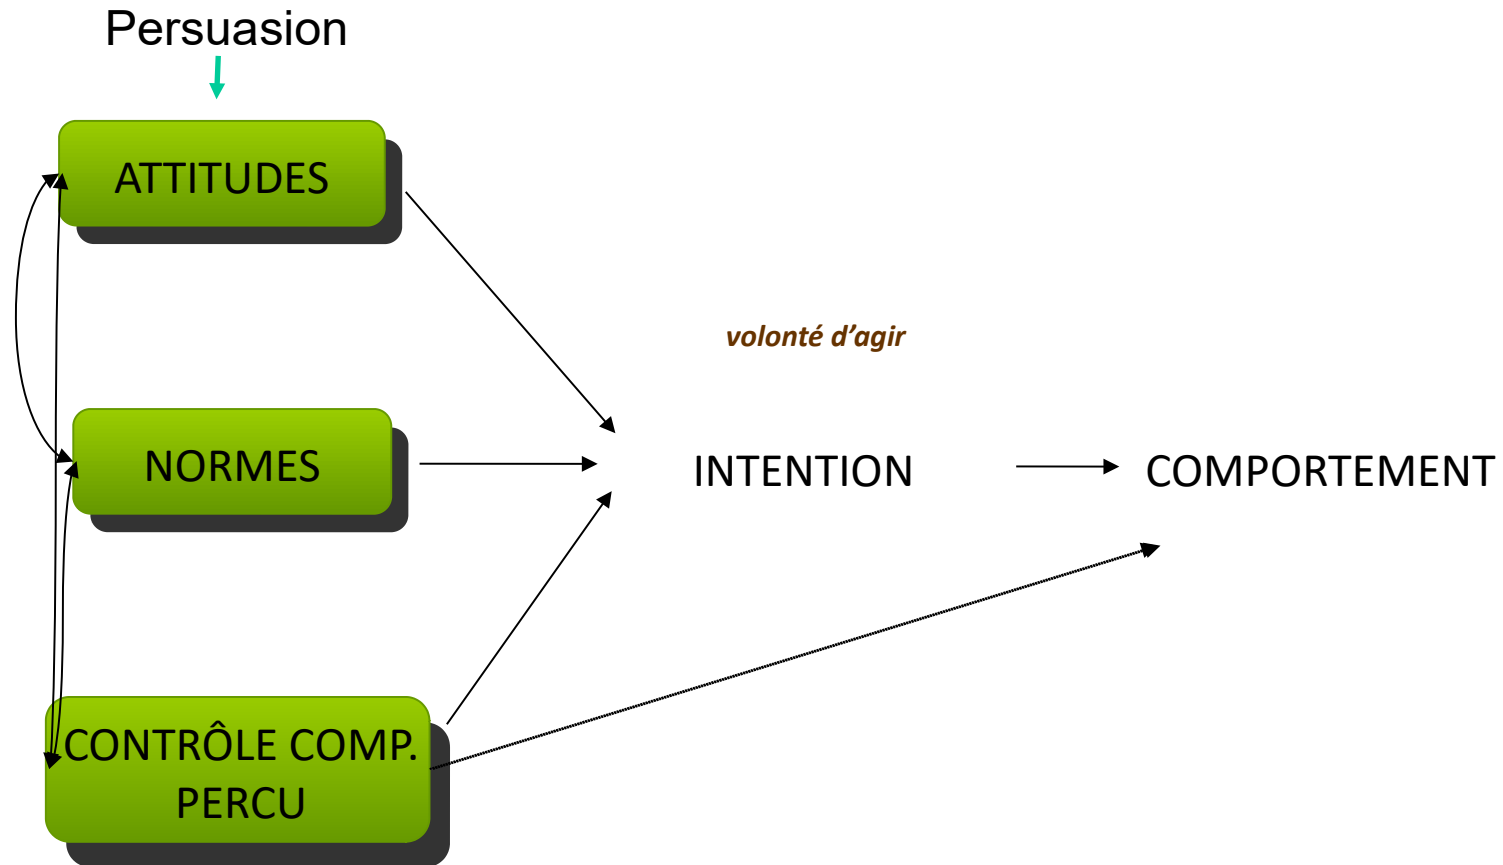 Persuasion
ATTITUDES
volonté d’agir
NORMES
INTENTION
COMPORTEMENT
CONTRÔLE COMP.
PERCU